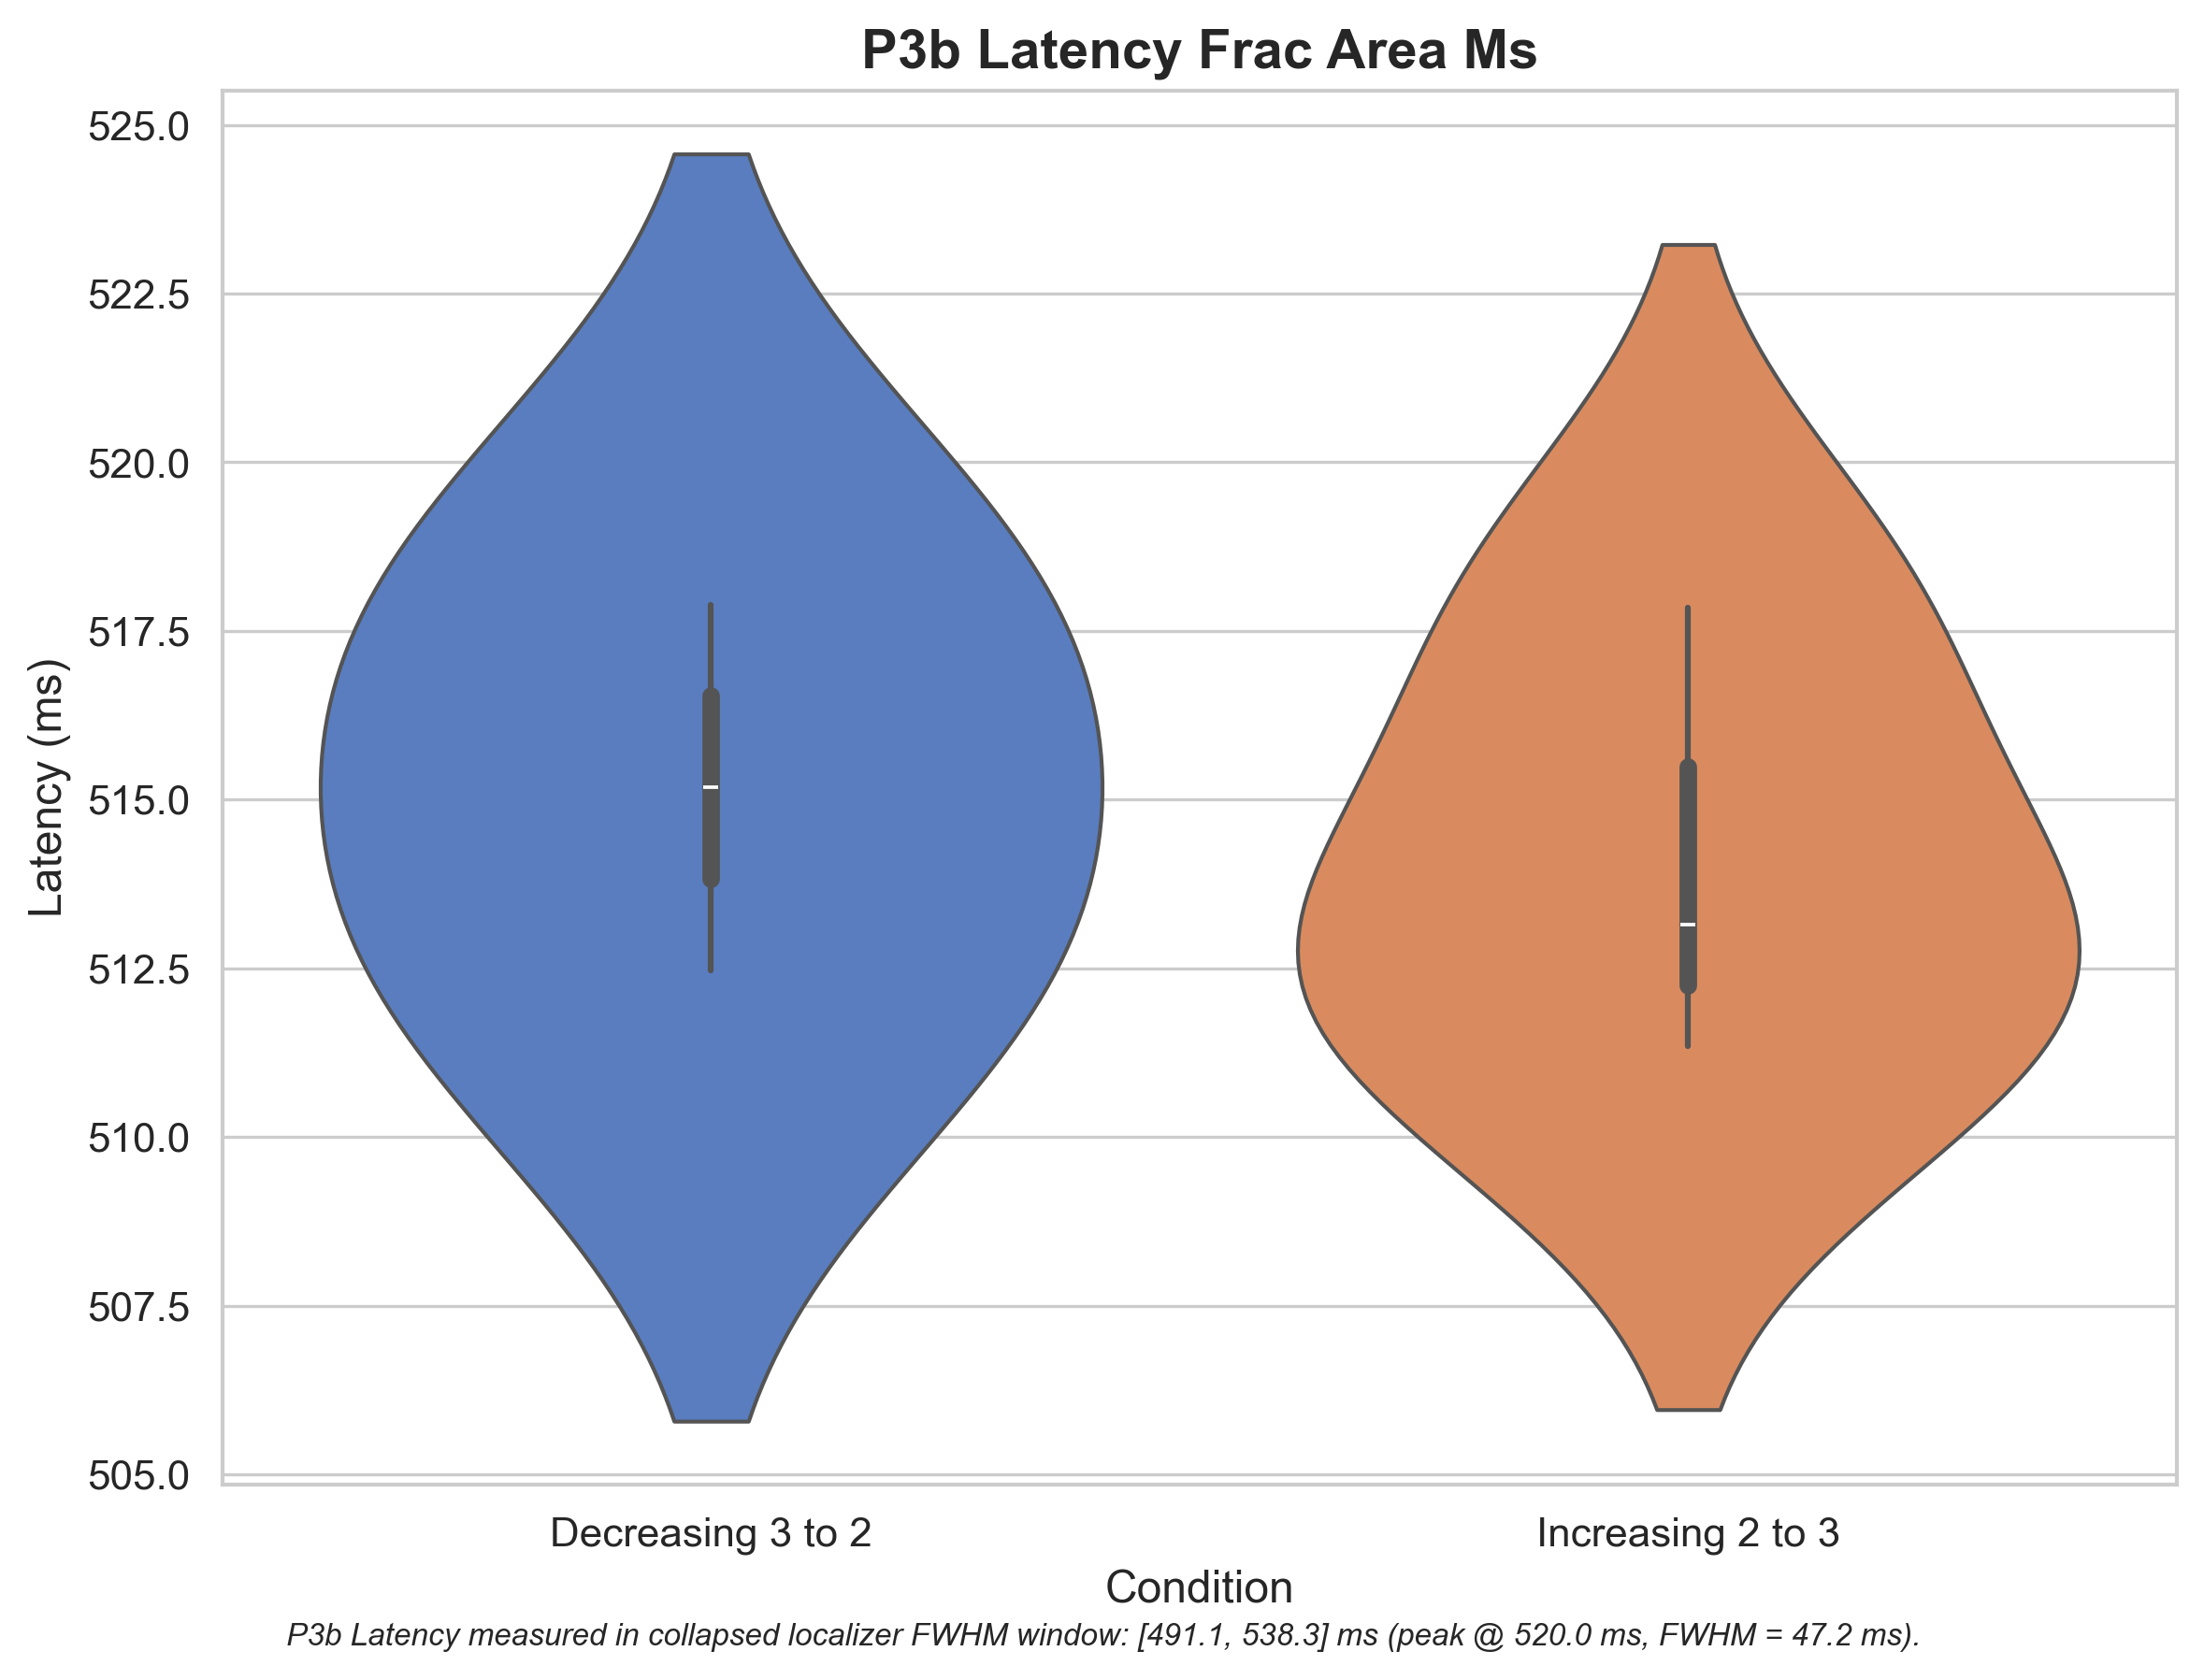 P3b Latency Frac Area Ms
Latency (ms)
525.0
522.5
520.0
517.5
515.0
512.5
510.0
507.5
505.0
Decreasing 3 to 2
Increasing 2 to 3
Condition
P3b Latency measured in collapsed localizer FWHM window: [491.1, 538.3] ms (peak @ 520.0 ms, FWHM = 47.2 ms).